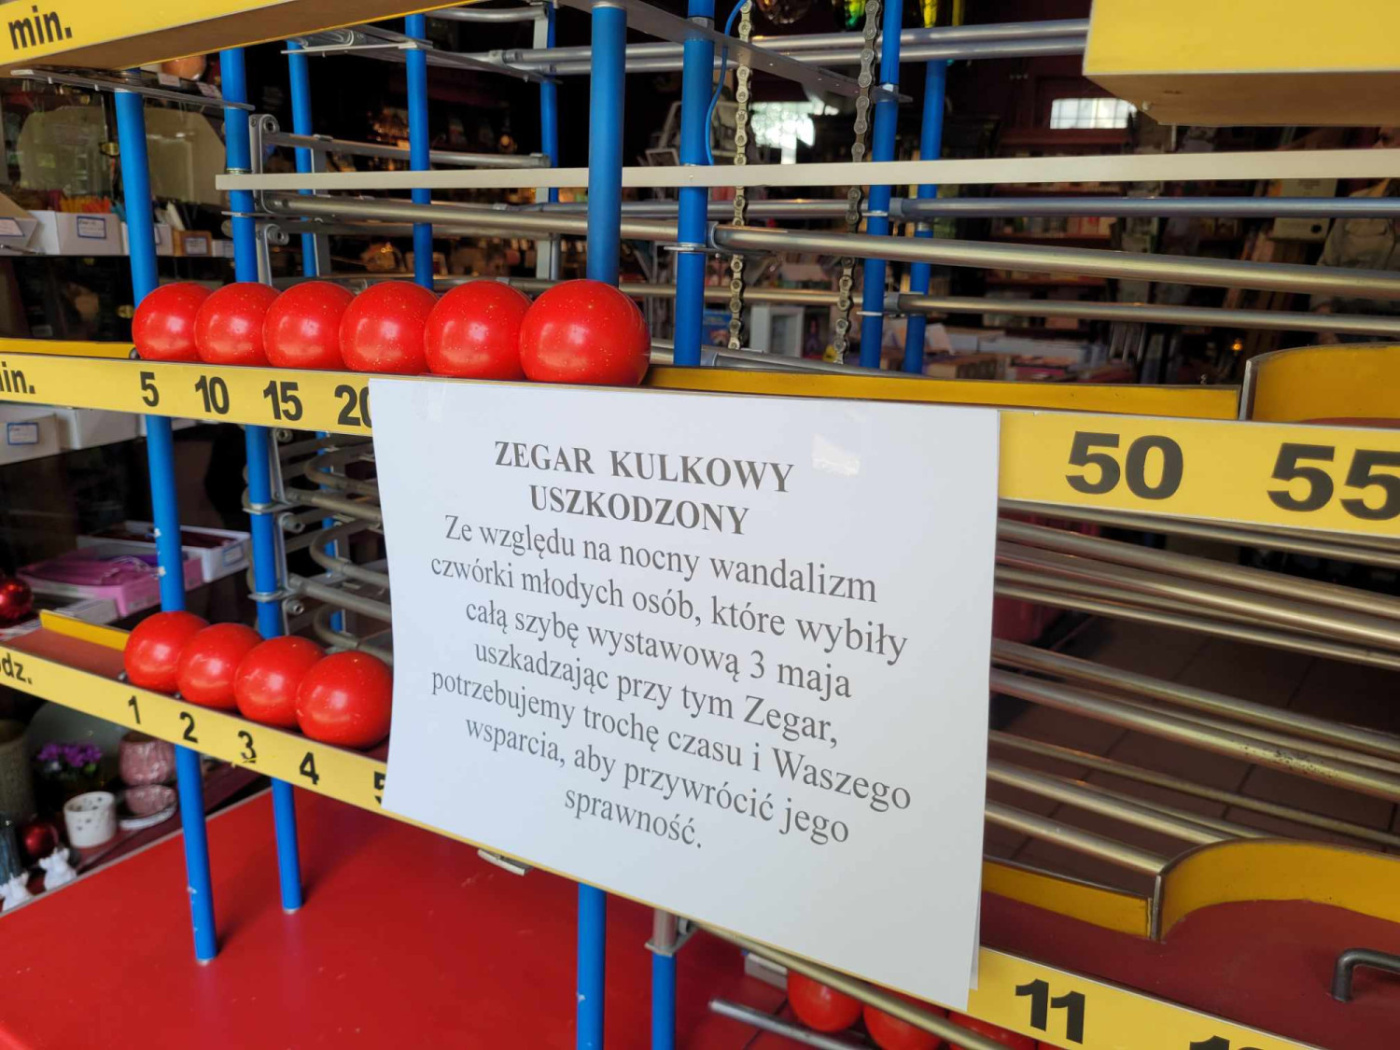 min.
in.
5 10 15 20
50 55
ZEGAR KULKOWY
USZKODZONY
Ze względu na nocny wandalizm
czwórki młodych osób, które wybiły
całą szybę wystawową 3 maja
uszkadzając przy tym Zegar,
potrzebujemy trochę czasu i Waszego
wsparcia, aby przywrócić jego
sprawność.
dz.
1 2 3 4 5
11